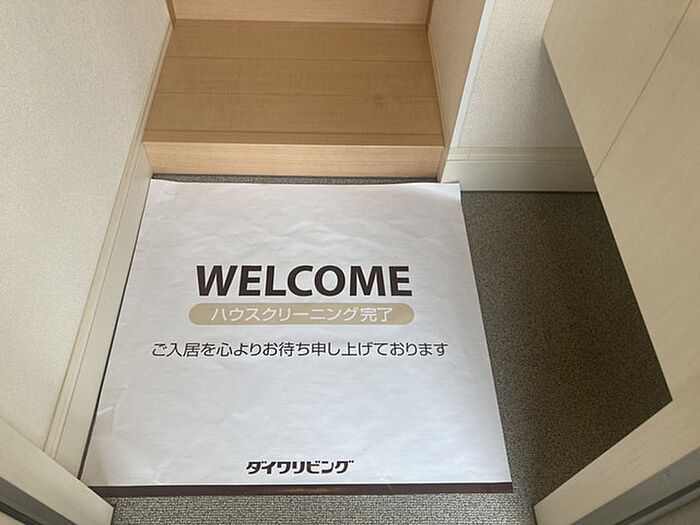 WELCOME
ハウスクリーニング完了
ご入居を心よりお待ち申し上げております
ダイワリビング